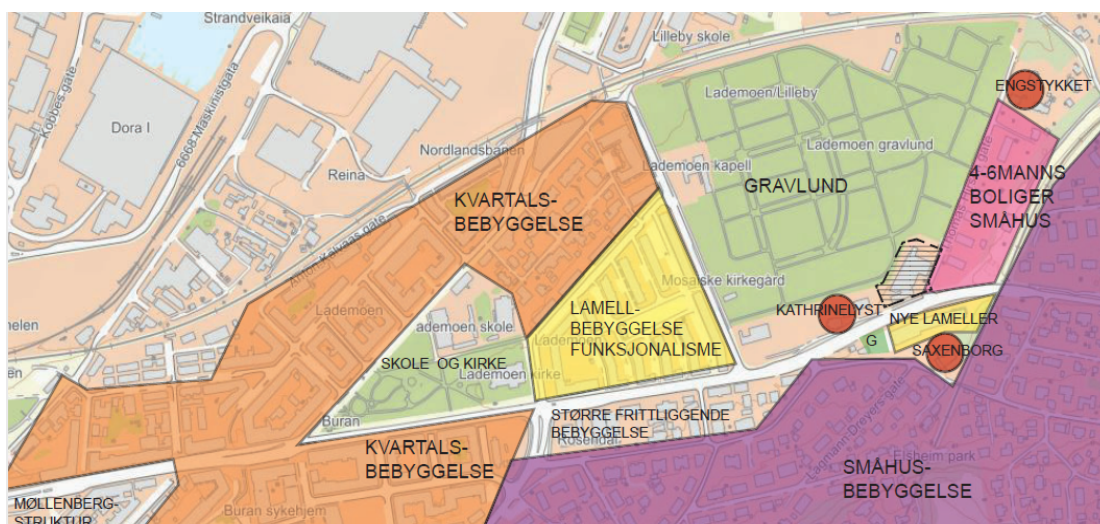 Strandveikaia
Lilleby skole
ENGSTYKKET
Kobbes gate
6668 Maskinistgata
Dora I
Lademoen/Lilleby
Nordlandsbanen
Lademoen kapell
Lademoen gravlund
Reina
GRAVLUND
4-6MANNS
BOLIGER
SMÅHUS
KVARTALS-
BEBYGGELSE
Mosaiske kirkegård
Lademoen
KATHRINELYST
NYE LAMELLER
LAMELL-
BEBYGGELSE
FUNKSJONALISME
Lademoen
ademoen skole
G
SAXENBORG
SKOLE OG KIRKE
Lademoen kirke
Buran
STØRRE FRITTLIGGENDE
BEBYGGELSE
Rosendal
KVARTALS-
BEBYGGELSE
Elsheim park
SMÅHUS-
BEBYGGELSE
MØLLENBERG-
STRUKTUR
Buran sykehjem